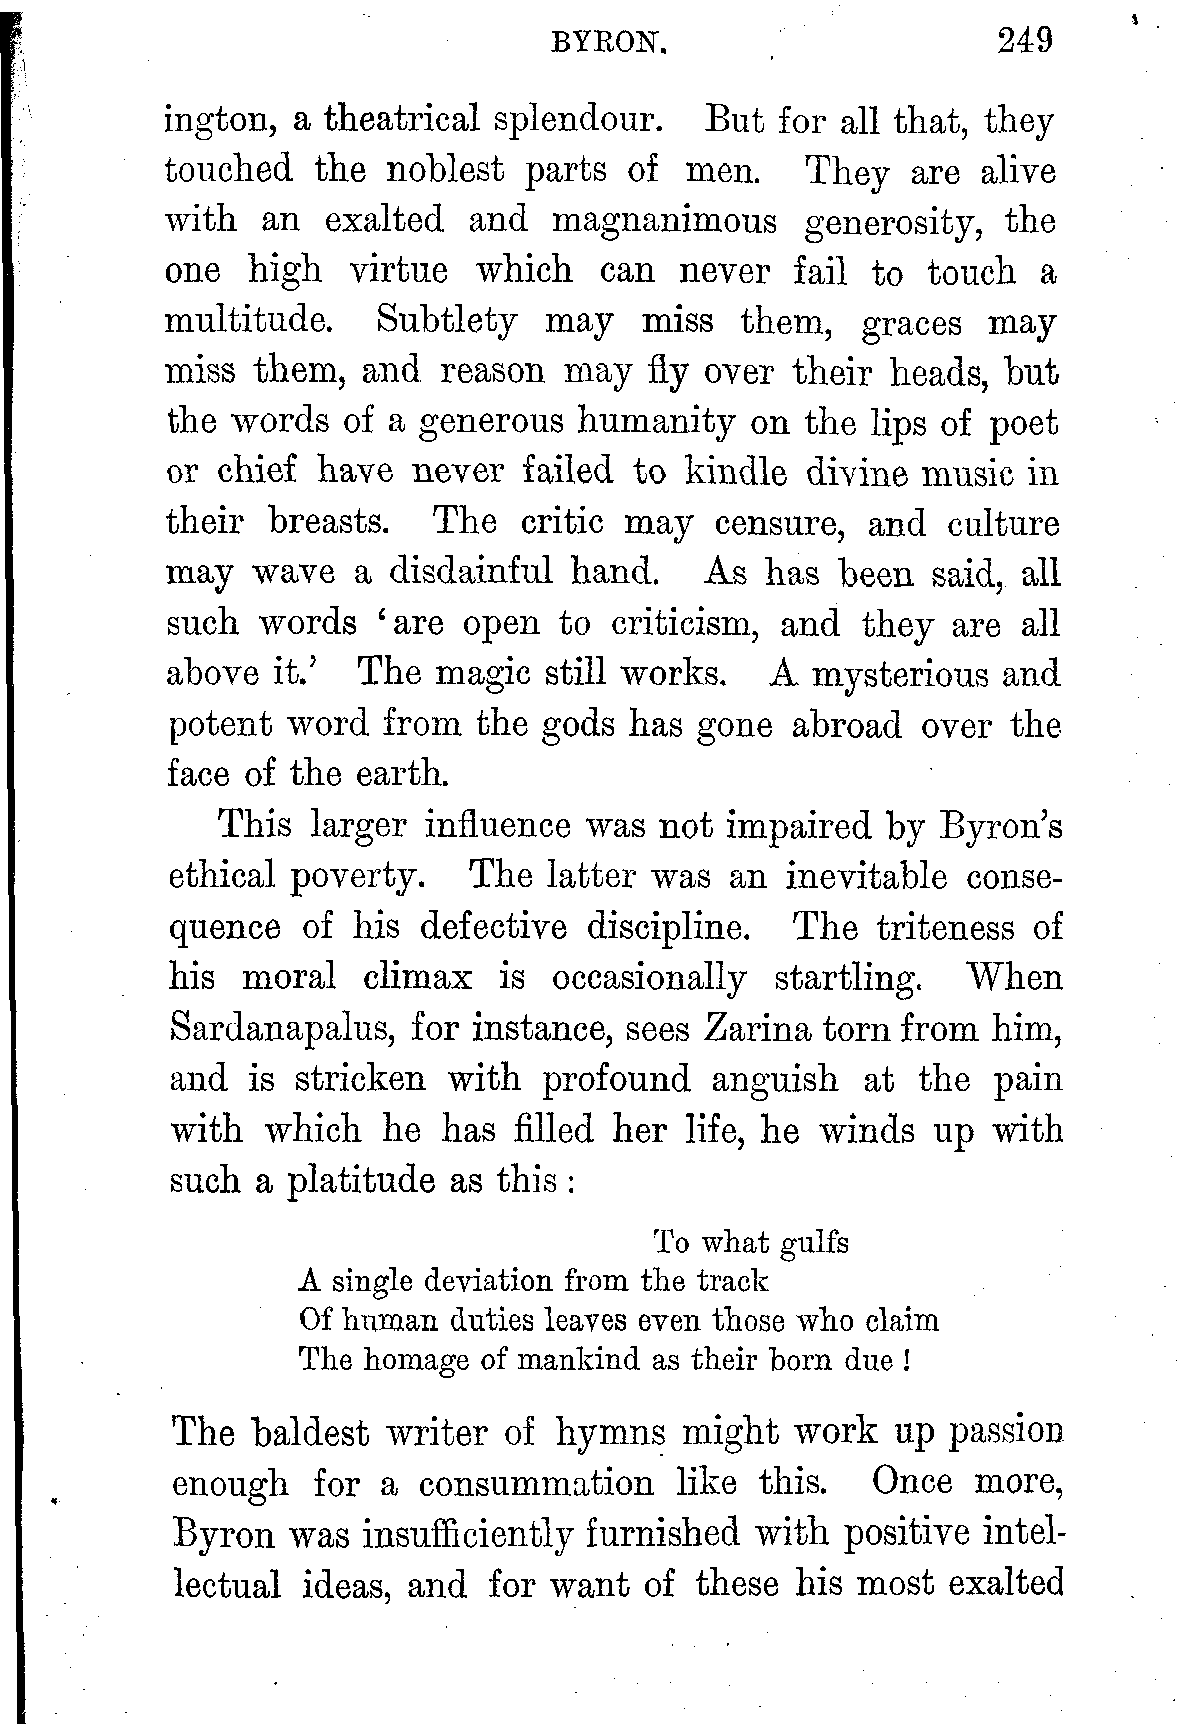 BYRON. 249
ington, a theatrical splendour. But for all that, they
touched the noblest parts of men. They are alive
with an exalted and magnanimous generosity, the
one high virtue which can never fail to touch a
multitude. Subtlety may miss them, graces may
miss them, and reason may fly over their heads, but
the words of a generous humanity on the lips of poet
or chief have never failed to kindle divine music in
their breasts. The critic may censure, and culture
may wave a disdainful hand. As has been said, all
such words ‘are open to criticism, and they are all
above it.’ The magic still works. A mysterious and
potent word from the gods has gone abroad over the
face of the earth.
This larger influence was not impaired by Byron’s
ethical poverty. The latter was an inevitable conse-
quence of his defective discipline. The triteness of
his moral climax is occasionally startling. When
Sardanapalus, for instance, sees Zarina torn from him,
and is stricken with profound anguish at the pain
with which he has filled her life, he winds up with
such a platitude as this :
To what gulfs
A single deviation from the track
Of human duties leaves even those who claim
The homage of mankind as their born due !
The baldest writer of hymns might work up passion
enough for a consummation like this. Once more,
Byron was insufficiently furnished with positive intel-
lectual ideas, and for want of these his most exalted